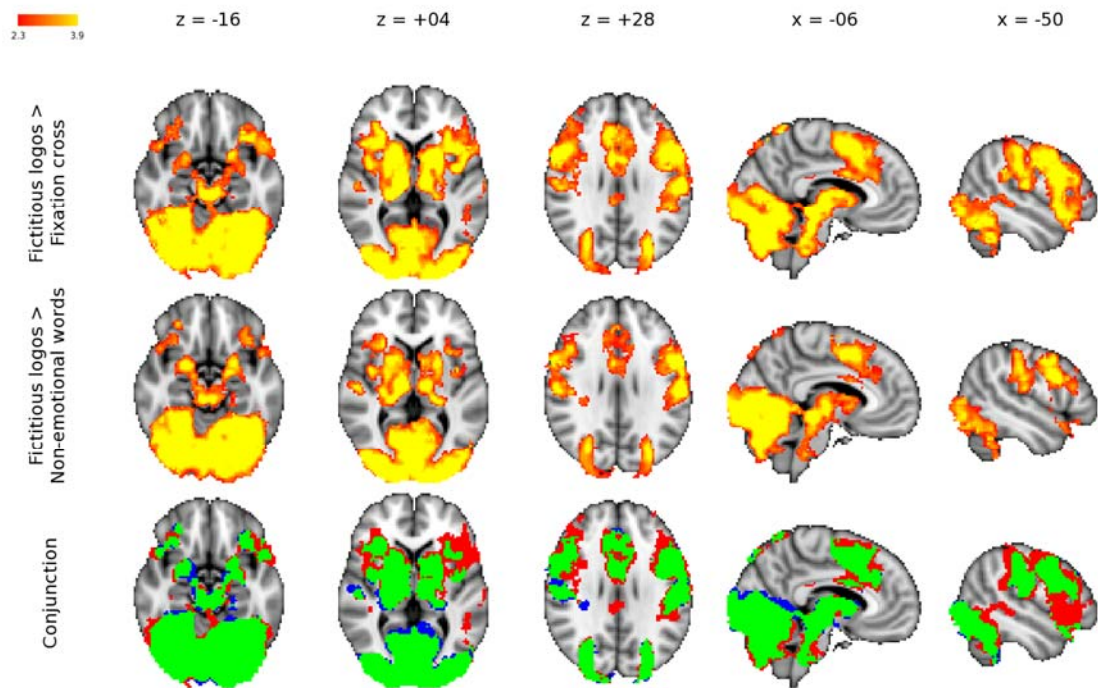 z = -16
z = +04
z = +28
x = -06
x = -50
2.3
3.9
Fictitious logos >
Fixation cross
Fictitious logos >
Non-emotional words
Conjunction